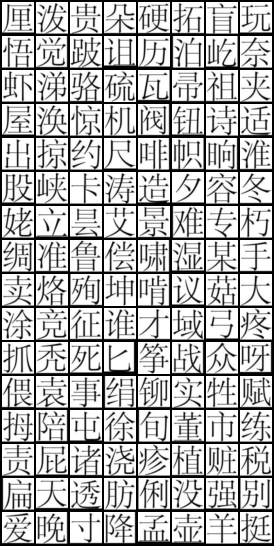 厘泼贵朵硬拓盲玩
悟觉跛诅历泊屹奈
虾涕骆硫瓦帚祖夹
屋涣惊机阀钮诗适
出掠约尺啡帜晌淮
股峡卡涛造夕容冬
姥立昙艾景难专朽
绸准鲁偿啸湿某手
卖烙殉坤啃议菇大
涂竞征谁才域弓疼
抓秃死匕筝战众呀
偎袁事绢铆实牲赋
拇陪屯徐旬董市练
责屁诸浇疹植赃税
扁天透肪俐没强别
爱晚寸降孟壶羊挺